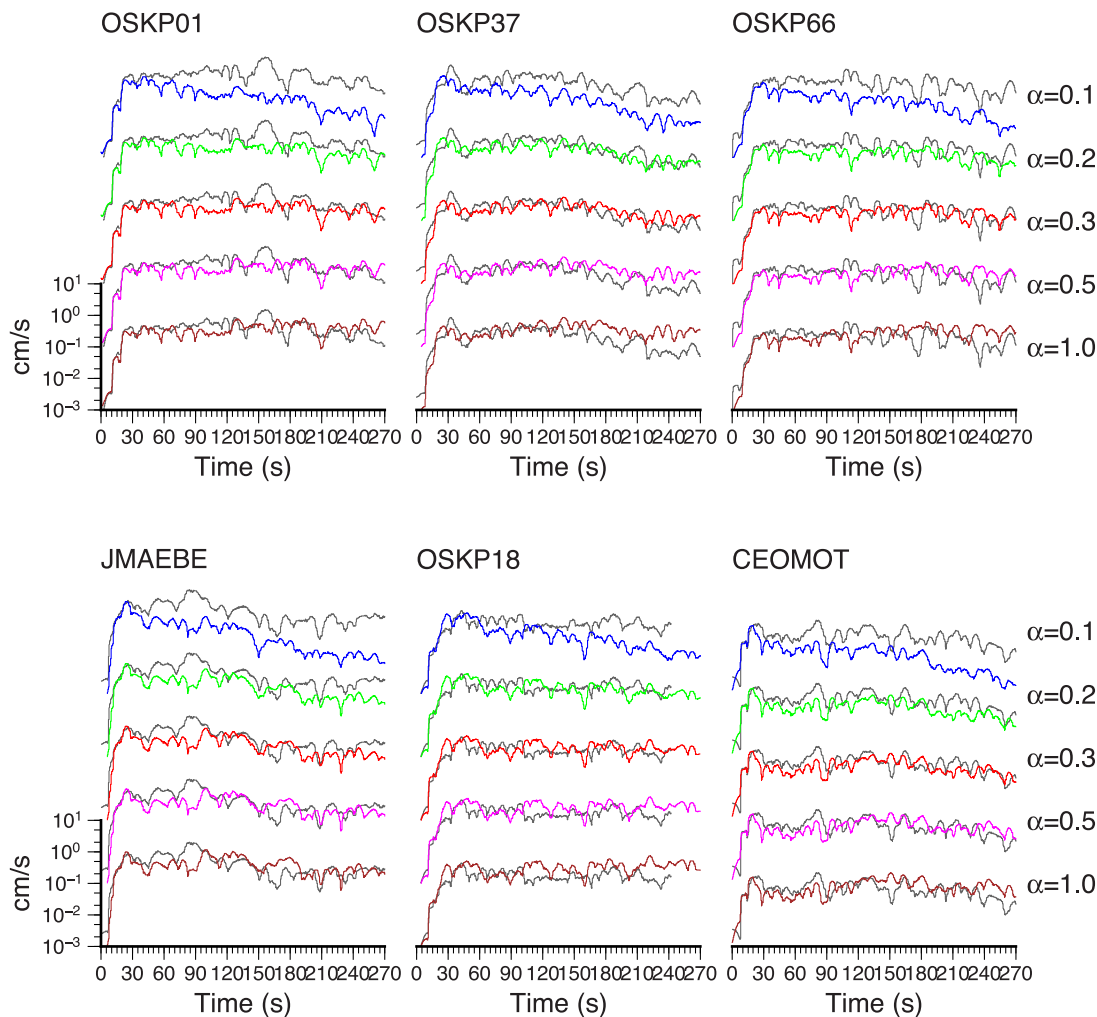 OSKP01 OSKP37 OSKP66
α=0.1
α=0.2
α=0.3
α=0.5
α=1.0
10¹
10⁰
10⁻¹
10⁻²
10⁻³
cm/s
0 30 60 90 120 150 180 210 240 270
0 30 60 90 120 150 180 210 240 270
0 30 60 90 120 150 180 210 240 270
Time (s) Time (s) Time (s)
JMAEBE OSKP18 CEOMOT
α=0.1
α=0.2
α=0.3
α=0.5
α=1.0
10¹
10⁰
10⁻¹
10⁻²
10⁻³
cm/s
0 30 60 90 120 150 180 210 240 270
0 30 60 90 120 150 180 210 240 270
0 30 60 90 120 150 180 210 240 270
Time (s) Time (s) Time (s)